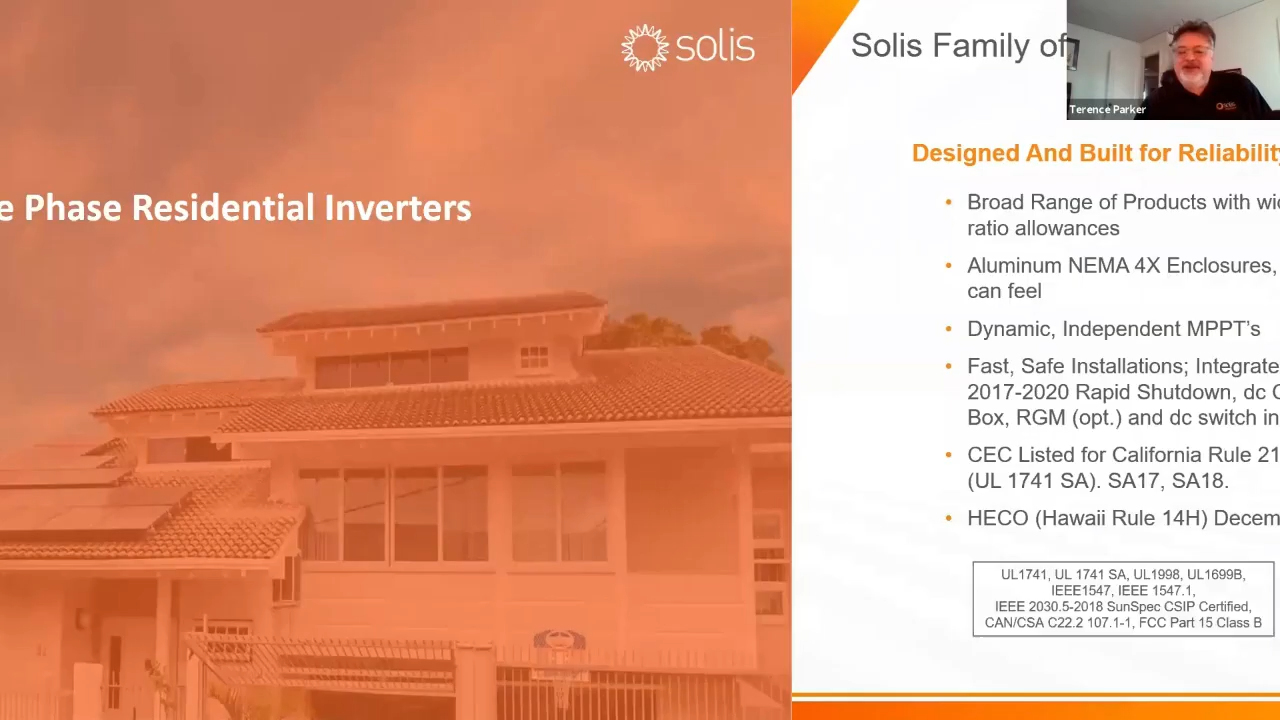 solis
e Phase Residential Inverters
Solis Family of
Terence Parker
solis
Designed And Built for Reliability
Broad Range of Products with wid
ratio allowances
Aluminum NEMA 4X Enclosures,
can feel
Dynamic, Independent MPPT's
Fast, Safe Installations; Integrate
2017-2020 Rapid Shutdown, dc C
Box, RGM (opt.) and dc switch in
CEC Listed for California Rule 21
(UL 1741 SA). SA17, SA18.
HECO (Hawaii Rule 14H) Decem
UL1741, UL 1741 SA, UL1998, UL1699B,
IEEE1547, IEEE 1547.1,
IEEE 2030.5-2018 SunSpec CSIP Certified,
CAN/CSA C22.2 107.1-1, FCC Part 15 Class B